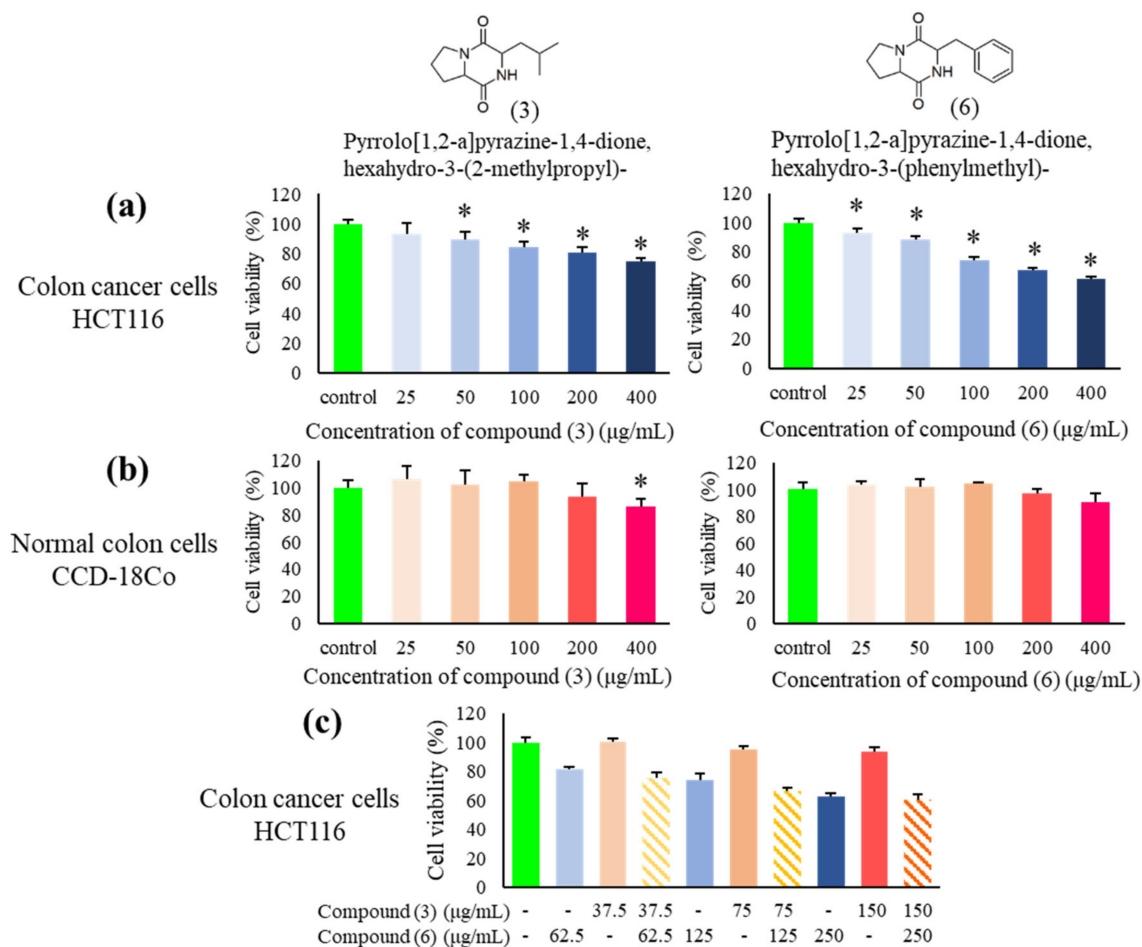 O
N
NH
O
(3)
Pyrrolo[1,2-a]pyrazine-1,4-dione,
hexahydro-3-(2-methylpropyl)-
O
N
NH
O
(6)
Pyrrolo[1,2-a]pyrazine-1,4-dione,
hexahydro-3-(phenylmethyl)-
(a)
Colon cancer cells
HCT116
Cell viability (%)
120
100
80
60
40
20
0
* * * *
control 25 50 100 200 400
Concentration of compound (3) (μg/mL)
Cell viability (%)
120
100
80
60
40
20
0
* * * * *
control 25 50 100 200 400
Concentration of compound (6) (μg/mL)
(b)
Normal colon cells
CCD-18Co
Cell viability (%)
120
100
80
60
40
20
0
*
control 25 50 100 200 400
Concentration of compound (3) (μg/mL)
Cell viability (%)
120
100
80
60
40
20
0
control 25 50 100 200 400
Concentration of compound (6) (μg/mL)
(c)
Colon cancer cells
HCT116
Cell viability (%)
120
100
80
60
40
20
0
Compound (3) (μg/mL) - - 37.5 37.5 - 75 75 - 150 150
Compound (6) (μg/mL) - 62.5 - 62.5 125 - 125 250 - 250